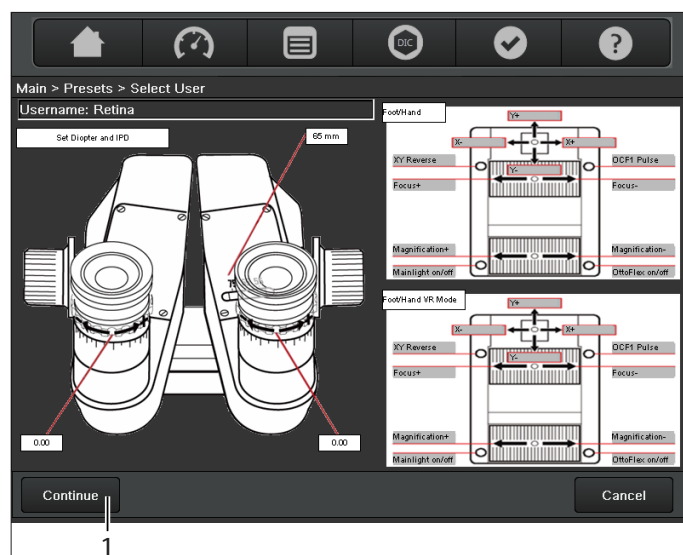 DIC
?
Main > Presets > Select User
Username: Retina
Set Diopter and IPD
65 mm
0.00
0.00
Foot/Hand
Y+
X-
X+
XY Reverse
OCF1 Pulse
Y-
Focus+
Focus-
Magnification+
Magnification-
Mainlight on/off
OttoFlex on/off
Foot/Hand VR Mode
Y+
X-
X+
XY Reverse
OCF1 Pulse
Y-
Focus+
Focus-
Magnification+
Magnification-
Mainlight on/off
OttoFlex on/off
Continue
Cancel
1